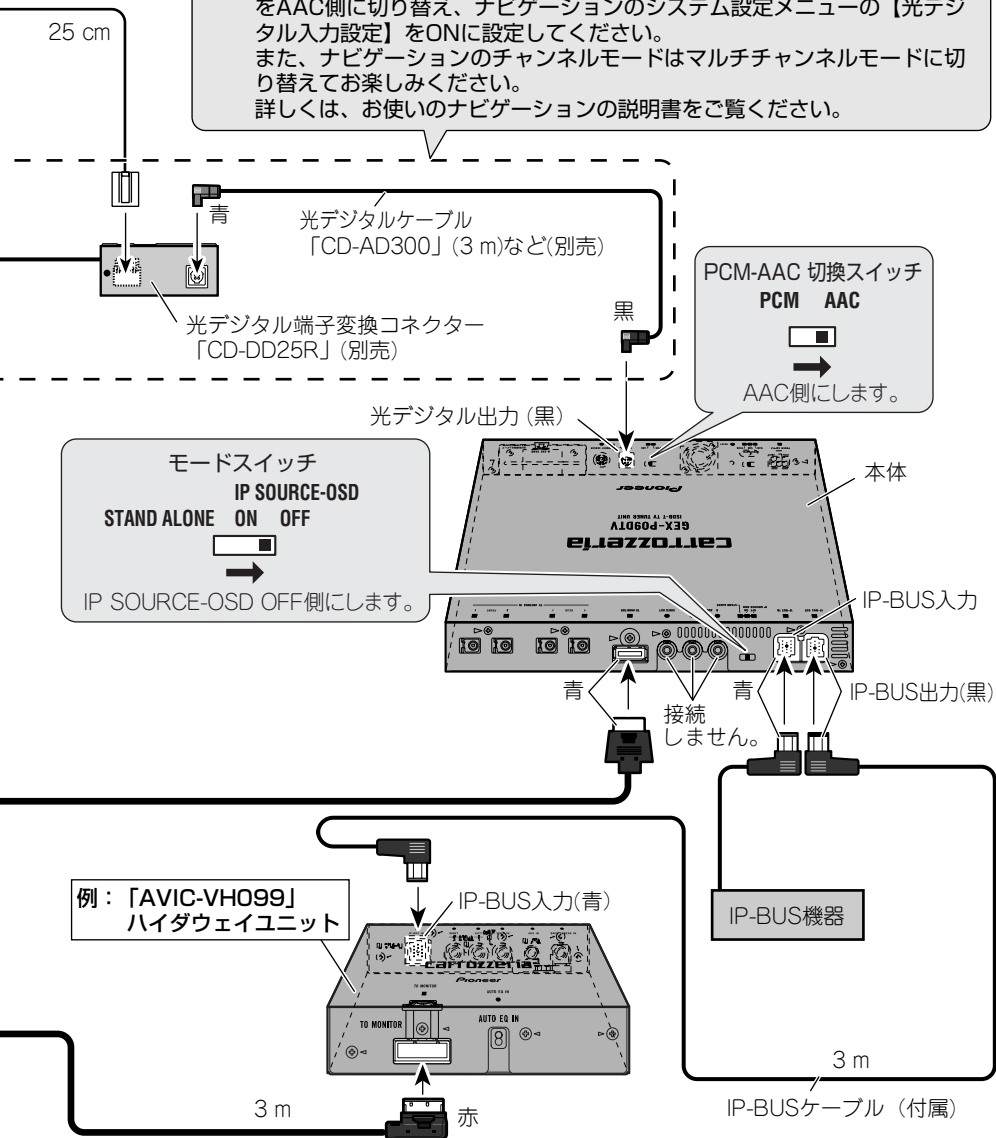 をAAC側に切り替え、ナビゲーションのシステム設定メニューの【光デジ
タル入力設定】をONに設定してください。
また、ナビゲーションのチャンネルモードはマルチチャンネルモードに切
り替えてお楽しみください。
詳しくは、お使いのナビゲーションの説明書をご覧ください。
25 cm
青
光デジタルケーブル
「CD-AD300」(3 m)など(別売)
光デジタル端子変換コネクター
「CD-DD25R」(別売)
黒
PCM-AAC 切換スイッチ
PCM AAC
AAC側にします。
光デジタル出力 (黒)
モードスイッチ
IP SOURCE-OSD
STAND ALONE ON OFF
IP SOURCE-OSD OFF側にします。
本体
Pioneer
ISDB-T TV TUNER UNIT
GEX-P09DTV
carrozzeria
IP-BUS入力
青
接続
しません。
青
IP-BUS出力(黒)
例：「AVIC-VH099」
ハイダウェイユニット
IP-BUS入力(青)
IP-BUS機器
carrozzeria
Pioneer
TO MONITOR
AUTO EQ IN
TO MONITOR
AUTO EQ IN
3 m
赤
3 m
IP-BUSケーブル（付属）